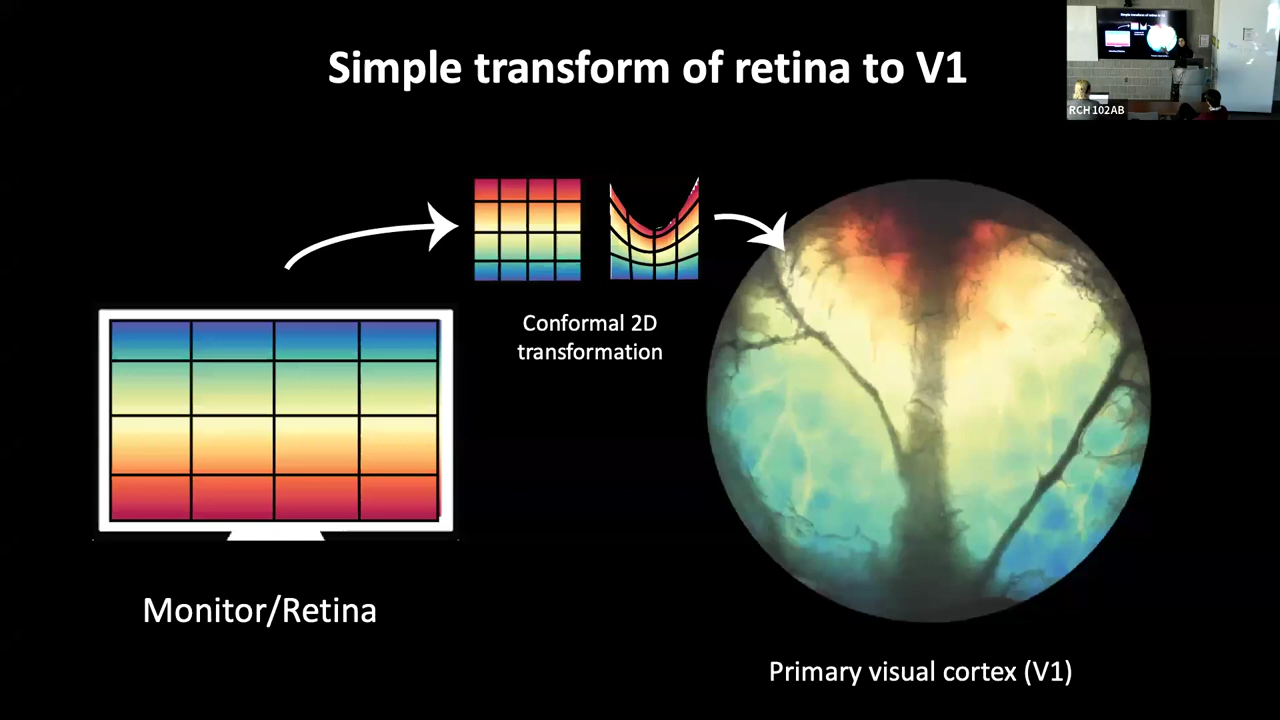 Simple transform of retina to V1
RCH 102AB
Conformal 2D
transformation
Monitor/Retina
Primary visual cortex (V1)